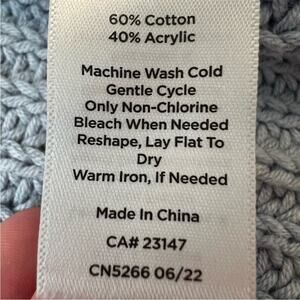 60% Cotton
40% Acrylic
Machine Wash Cold
Gentle Cycle
Only Non-Chlorine
Bleach When Needed
Reshape, Lay Flat To
Dry
Warm Iron, If Needed
Made In China
CA# 23147
CN5266 06/22